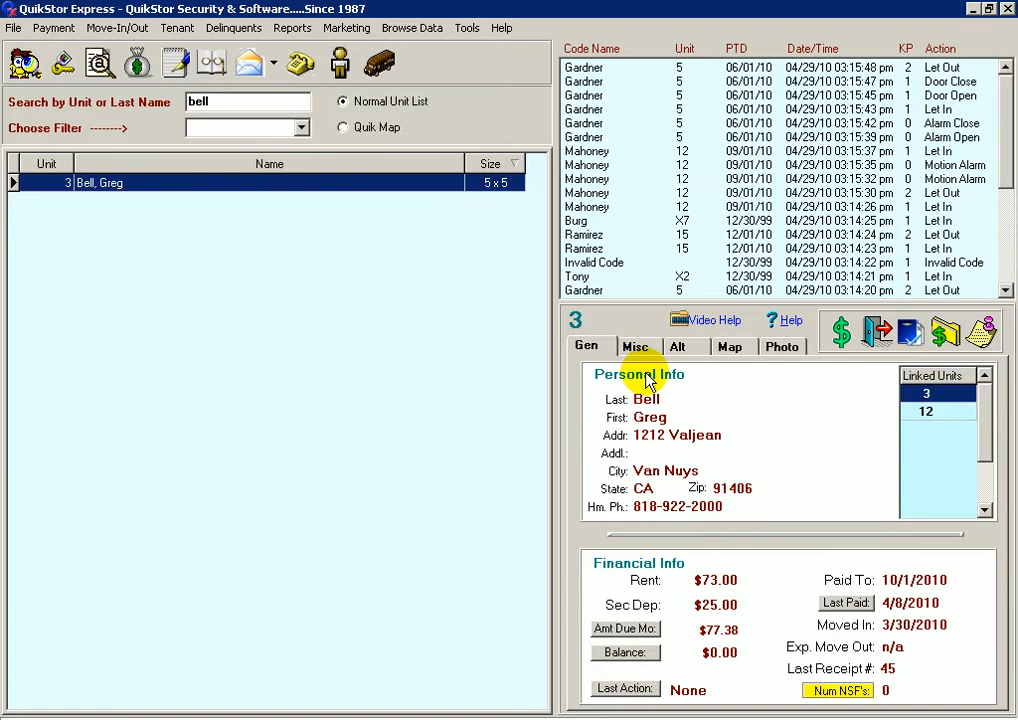 QuikStor Express - QuikStor Security & Software.....Since 1987
File Payment Move-In/Out Tenant Delinquents Reports Marketing Browse Data Tools Help
Search by Unit or Last Name bell Normal Unit List
Choose Filter --------> Quik Map
Unit Name Size
3 Bell, Greg 5 x 5
Code Name Unit PTD Date/Time KP Action
Gardner 5 06/01/10 04/29/10 03:15:48 pm 2 Let Out
Gardner 5 06/01/10 04/29/10 03:15:47 pm 2 Door Close
Gardner 5 06/01/10 04/29/10 03:15:45 pm 2 Door Open
Gardner 5 06/01/10 04/29/10 03:15:43 pm 1 Let In
Gardner 5 06/01/10 04/29/10 03:15:42 pm 0 Alarm Close
Gardner 5 06/01/10 04/29/10 03:15:39 pm 0 Alarm Open
Mahoney 12 09/01/10 04/29/10 03:15:37 pm 1 Let In
Mahoney 12 09/01/10 04/29/10 03:15:35 pm 0 Motion Alarm
Mahoney 12 09/01/10 04/29/10 03:15:32 pm 0 Motion Alarm
Mahoney 12 09/01/10 04/29/10 03:15:30 pm 2 Let Out
Mahoney 12 09/01/10 04/29/10 03:14:26 pm 1 Let In
Burg X7 12/30/99 04/29/10 03:14:25 pm 1 Let In
Ramirez 15 12/01/10 04/29/10 03:14:24 pm 2 Let Out
Ramirez 15 12/01/10 04/29/10 03:14:23 pm 1 Let In
Invalid Code 12/30/99 04/29/10 03:14:22 pm 1 Invalid Code
Tony X2 12/30/99 04/29/10 03:14:21 pm 1 Let In
Gardner 5 06/01/10 04/29/10 03:14:20 pm 2 Let Out
3 Video Help ? Help
Gen Misc Alt Map Photo
Personal Info
Last: Bell
First: Greg
Addr: 1212 Valjean
Addl.:
City: Van Nuys
State: CA Zip: 91406
Hm. Ph.: 818-922-2000
Linked Units
3
12
Financial Info
Rent: $73.00 Paid To: 10/1/2010
Sec Dep: $25.00 Last Paid: 4/8/2010
Amt Due Mo: $77.38 Moved In: 3/30/2010
Balance: $0.00 Exp. Move Out: n/a
Last Receipt #: 45
Last Action: None Num NSF's: 0